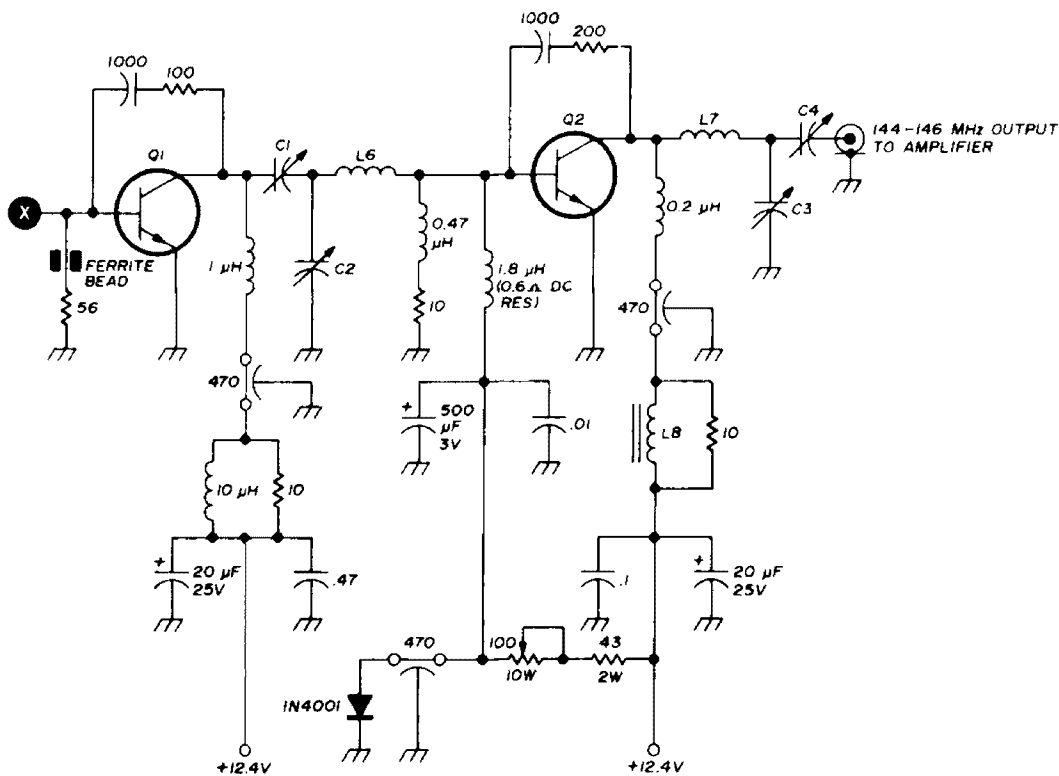 1000
100
Q1
C1
L6
1000
200
Q2
L7
C4
144-146 MHz OUTPUT
TO AMPLIFIER
X
FERRITE
BEAD
56
1 μH
C2
0.47
μH
10
1.8 μH
(0.6Ω DC
RES)
0.2 μH
C3
470
470
+
500
μF
3V
.01
L8
10
10 μH
10
+
20 μF
25V
.47
.1
+
20 μF
25V
470
100
10W
43
2W
1N4001
+12.4V
+12.4V